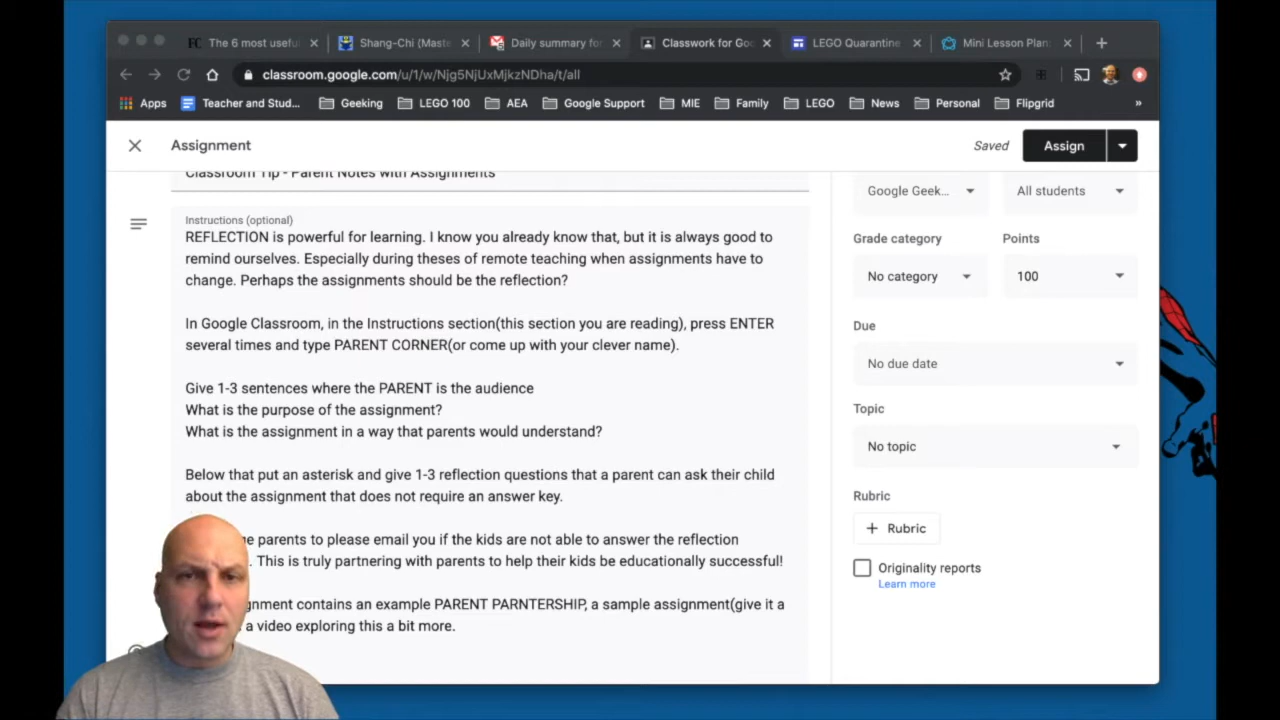 The 6 most usefu
Shang-Chi (Maste
Daily summary for
Classwork for Goo
LEGO Quarantine
Mini Lesson Plan
classroom.google.com/u/1/w/Njg5NjUxMjkzNDha/t/all
Apps
Teacher and Stud...
Geeking
LEGO 100
AEA
Google Support
MIE
Family
LEGO
News
Personal
Flipgrid
»
Assignment
Saved
Assign
Classroom Tip - Parent Notes with Assignments
Google Geek...
All students
Instructions (optional)
REFLECTION is powerful for learning. I know you already know that, but it is always good to
remind ourselves. Especially during theses of remote teaching when assignments have to
change. Perhaps the assignments should be the reflection?
In Google Classroom, in the Instructions section(this section you are reading), press ENTER
several times and type PARENT CORNER(or come up with your clever name).
Give 1-3 sentences where the PARENT is the audience
What is the purpose of the assignment?
What is the assignment in a way that parents would understand?
Below that put an asterisk and give 1-3 reflection questions that a parent can ask their child
about the assignment that does not require an answer key.
parents to please email you if the kids are not able to answer the reflection
. This is truly partnering with parents to help their kids be educationally successful!
contains an example PARENT PARNTERSHIP, a sample assignment(give it a
a video exploring this a bit more.
Grade category
Points
No category
100
Due
No due date
Topic
No topic
Rubric
+ Rubric
Originality reports
Learn more